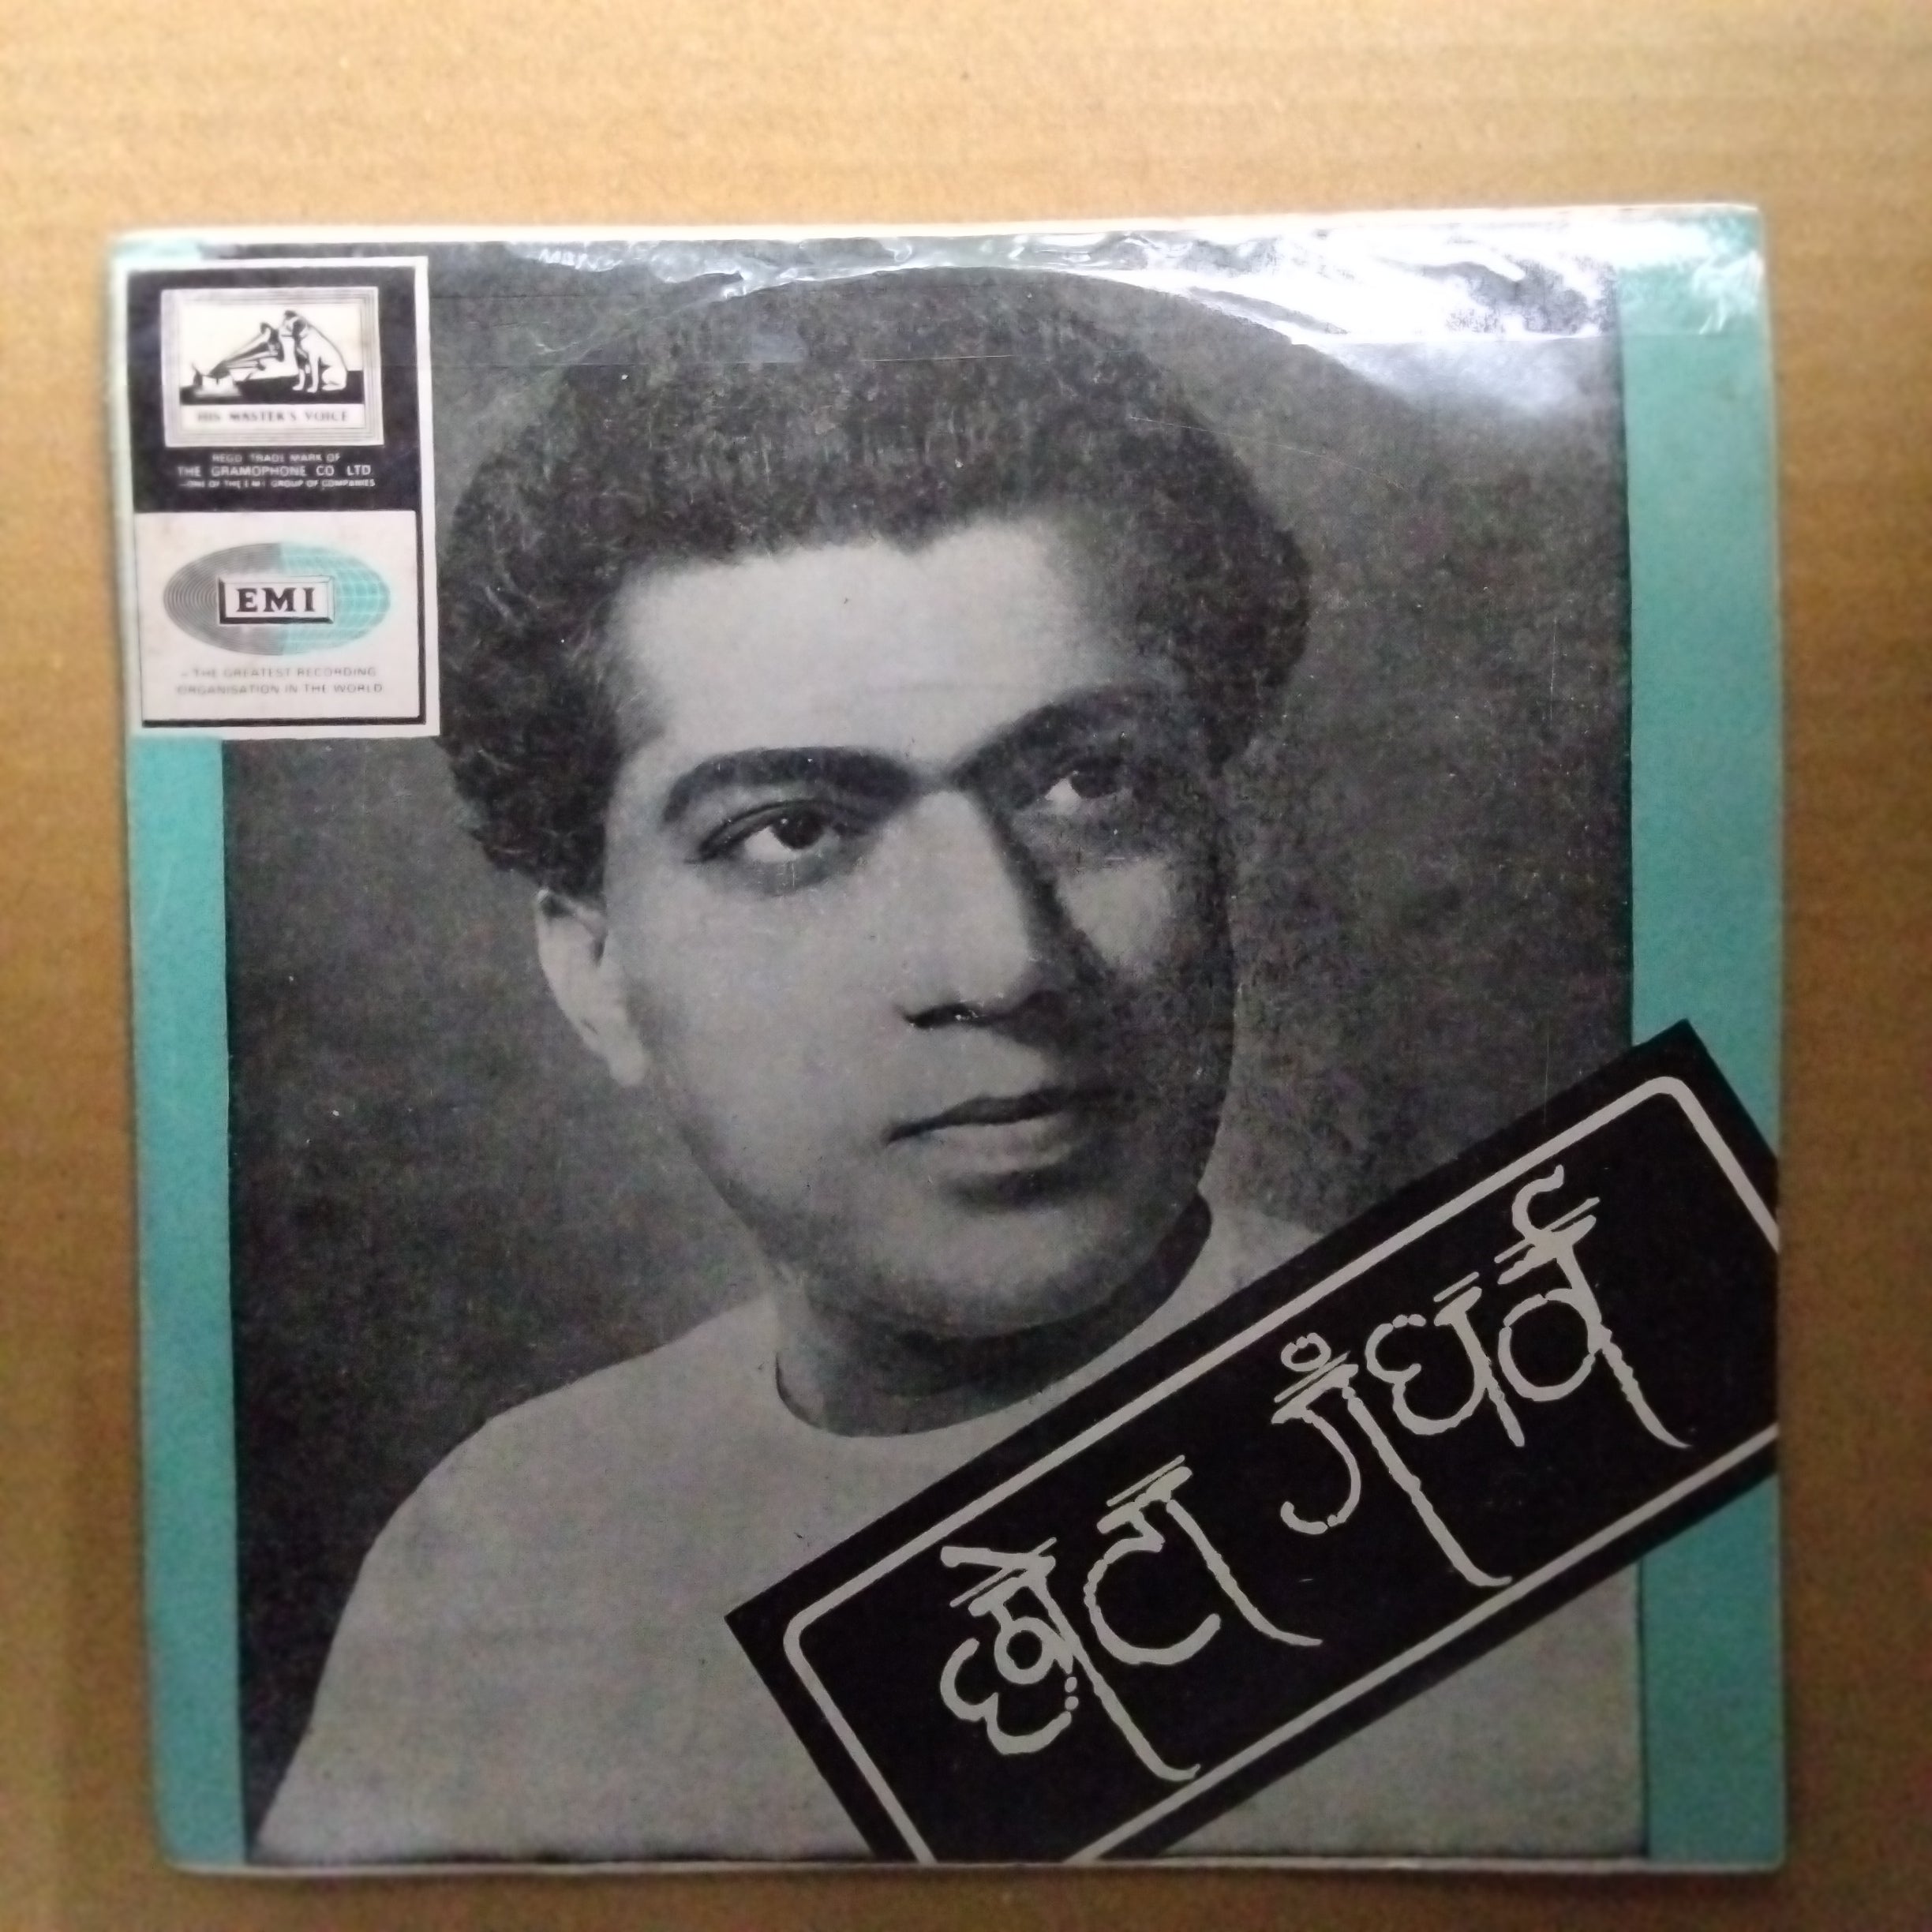 HIS MASTER'S VOICE
REGD. TRADE MARK OF
THE GRAMOPHONE CO LTD.
—ONE OF THE E M I GROUP OF COMPANIES
EMI
—THE GREATEST RECORDING
ORGANISATION IN THE WORLD
छोटा गंधर्व